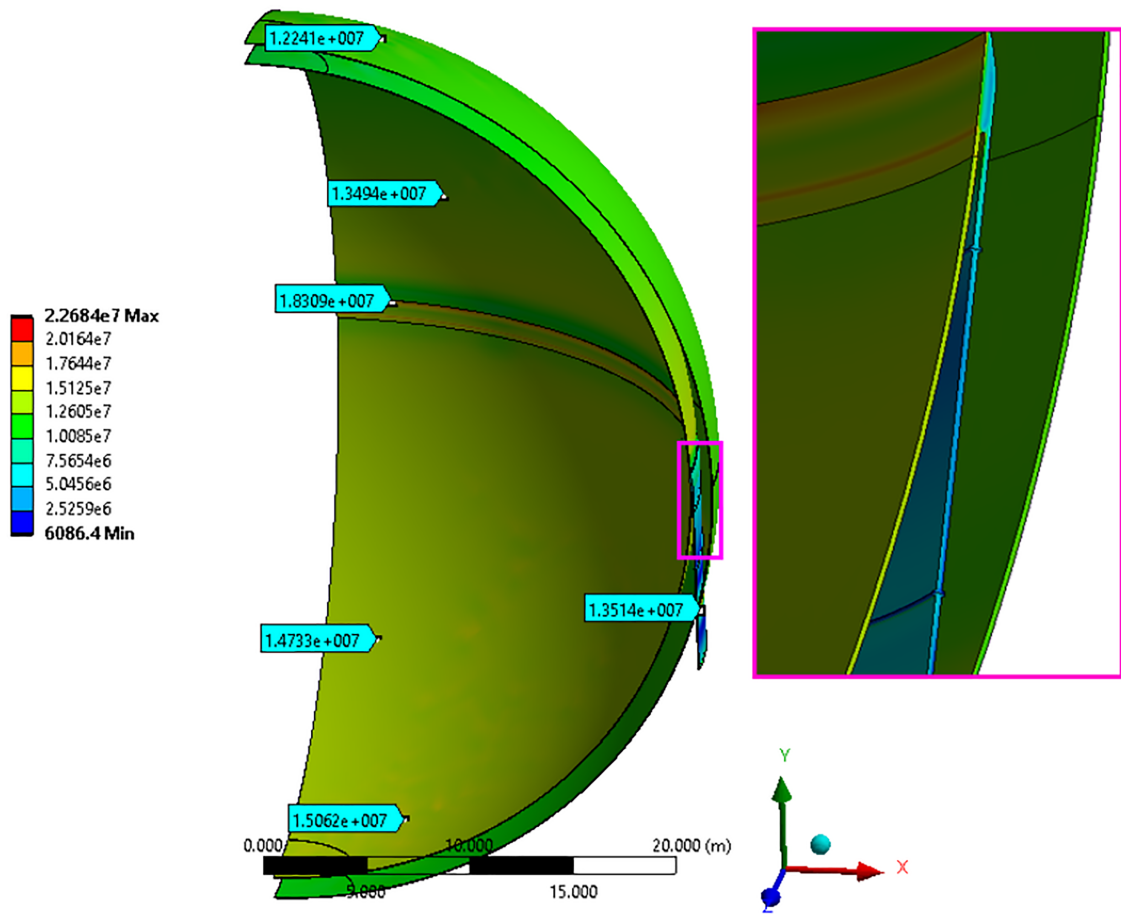 1.2241e+007
1.3494e+007
1.8309e+007
2.2684e7 Max
2.0164e7
1.7644e7
1.5125e7
1.2605e7
1.0085e7
7.5654e6
5.0456e6
2.5259e6
6086.4 Min
1.3514e+007
1.4733e+007
1.5062e+007
0.000
10.000
20.000 (m)
5.000
15.000
Y
X
Z